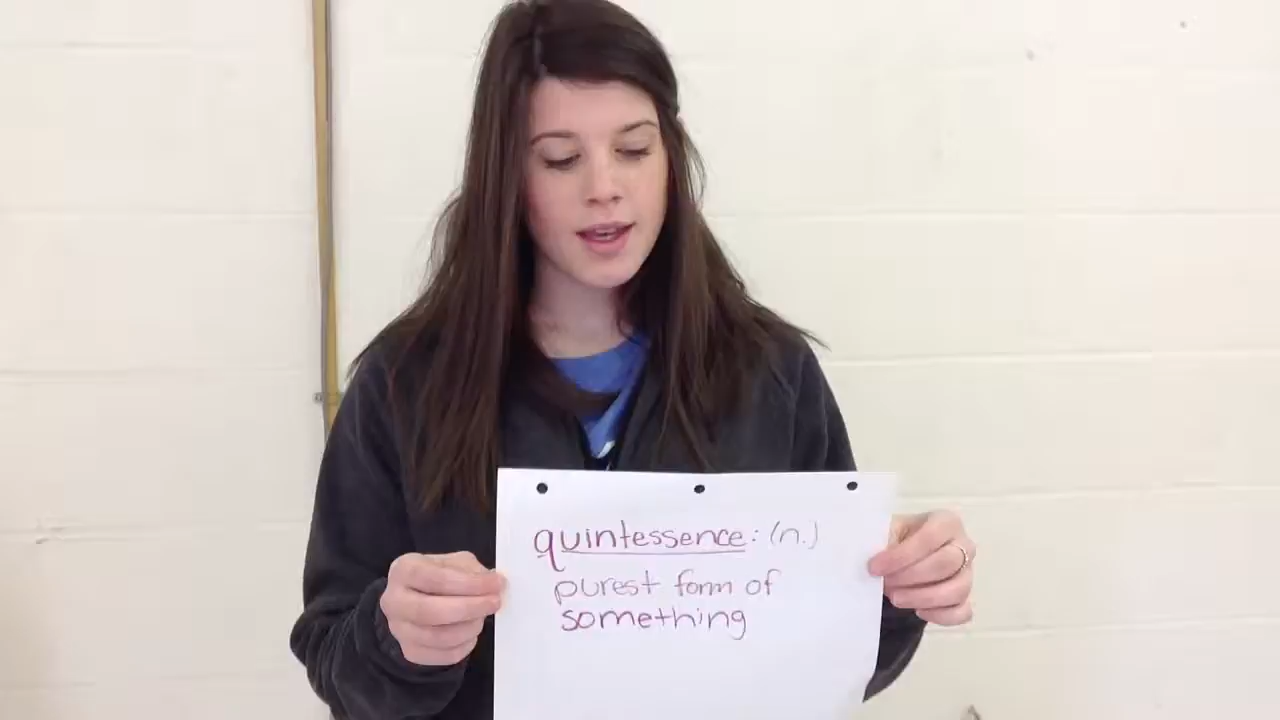 quintessence: (n.)
purest form of
something